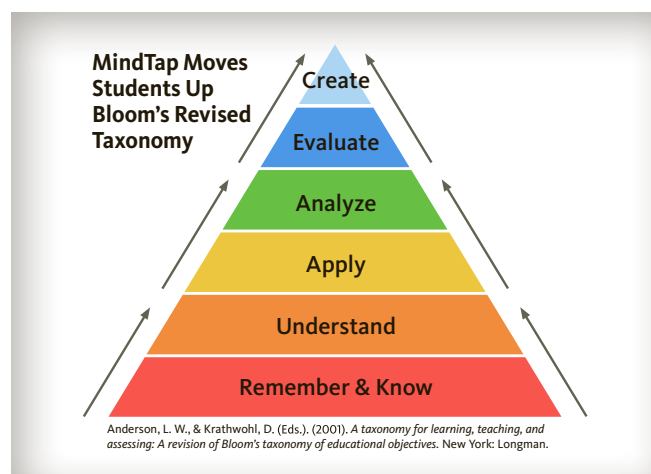 MindTap Moves
Students Up
Bloom’s Revised
Taxonomy
Create
Evaluate
Analyze
Apply
Understand
Remember & Know
Anderson, L. W., & Krathwohl, D. (Eds.). (2001). A taxonomy for learning, teaching, and
assessing: A revision of Bloom’s taxonomy of educational objectives. New York: Longman.